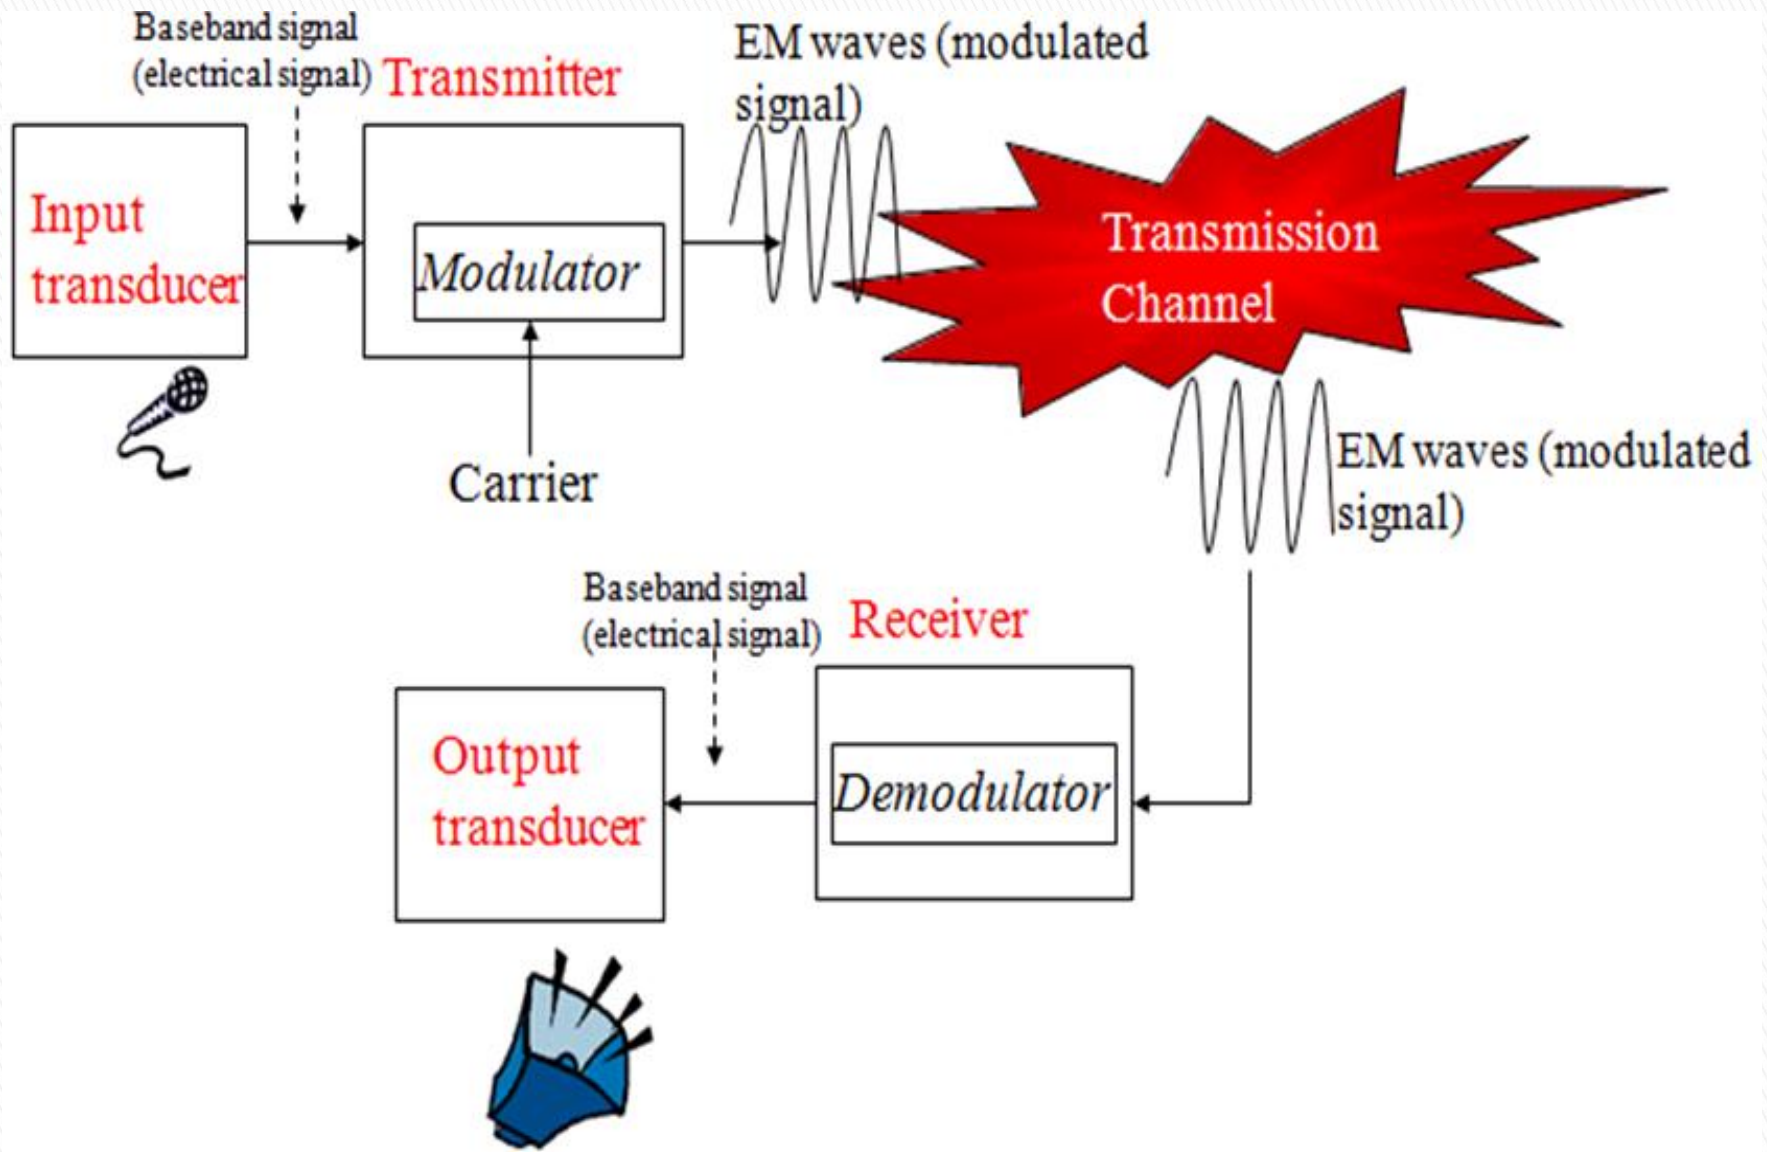 Baseband signal
(electrical signal)
Transmitter
EM waves (modulated
signal)
Input
transducer
Modulator
Transmission
Channel
Carrier
EM waves (modulated
signal)
Baseband signal
(electrical signal)
Receiver
Output
transducer
Demodulator